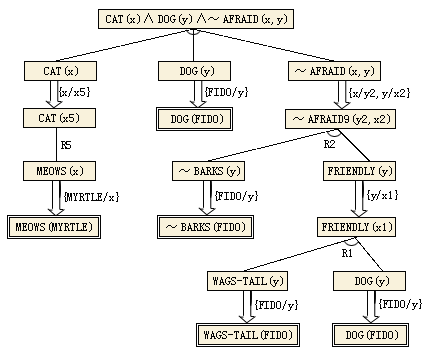 CAT(x)∧DOG(y)∧～AFRAID(x,y)
CAT(x)
DOG(y)
～AFRAID(x,y)
{x/x5}
{FIDO/y}
{x/y2, y/x2}
CAT(x5)
DOG(FIDO)
～AFRAID9(y2, x2)
R5
R2
MEOWS(x)
～BARKS(y)
FRIENDLY(y)
{MYRTLE/x}
{FIDO/y}
{y/x1}
MEOWS(MYRTLE)
～BARKS(FIDO)
FRIENDLY(x1)
R1
WAGS-TAIL(y)
DOG(y)
{FIDO/y}
{FIDO/y}
WAGS-TAIL(FIDO)
DOG(FIDO)